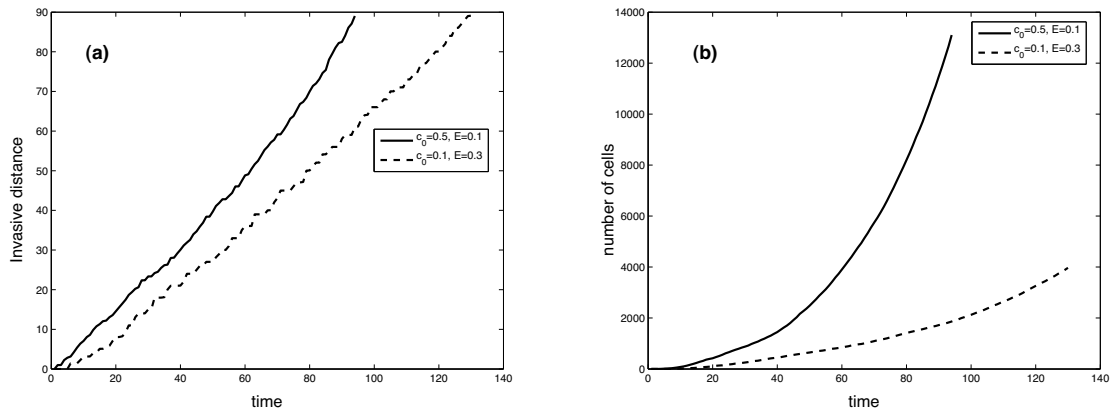 (a)
c0=0.5, E=0.1
c0=0.1, E=0.3
Invasive distance
90
80
70
60
50
40
30
20
10
0
0 20 40 60 80 100 120 140
time
(b)
c0=0.5, E=0.1
c0=0.1, E=0.3
number of cells
14000
12000
10000
8000
6000
4000
2000
0
0 20 40 60 80 100 120 140
time